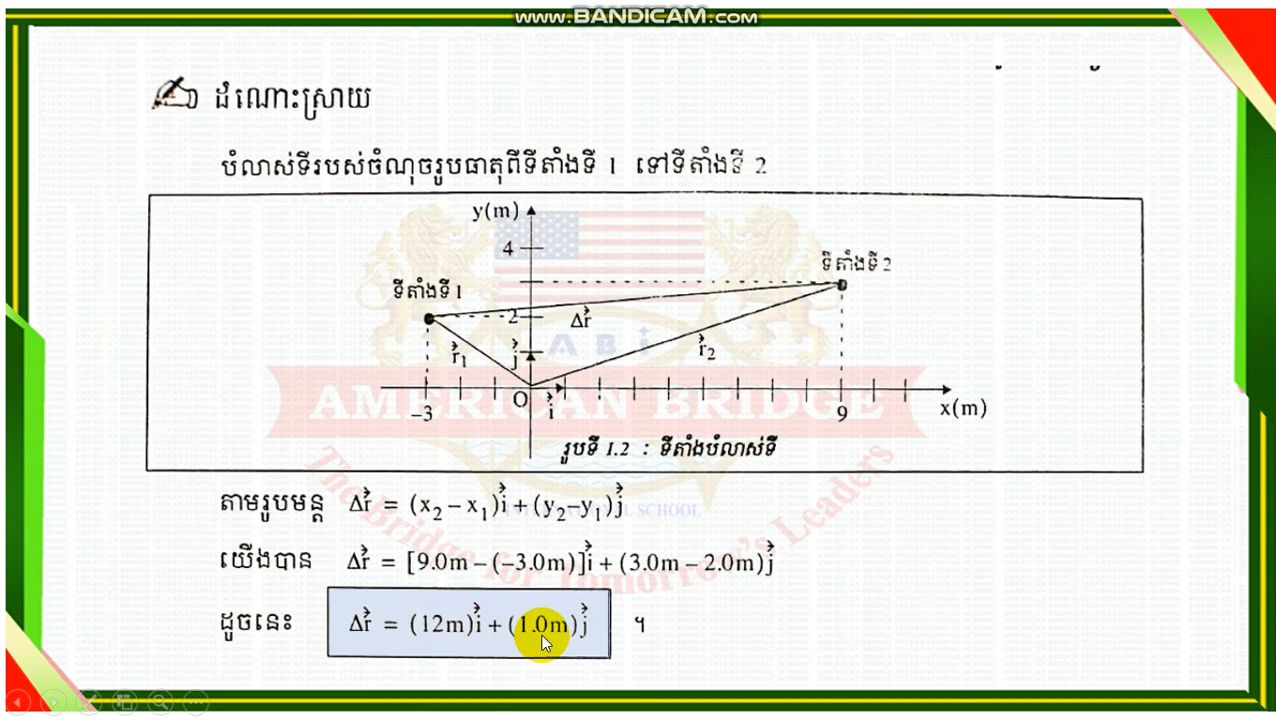 www.BANDICAM.com
ដំណោះស្រាយ
បំលាស់ទីរបស់ចំណុចរូបធាតុពីទីតាំងទី 1 ទៅទីតាំងទី 2
y(m)
4
ទីតាំងទី 2
ទីតាំងទី 1
2
Δr⃗
A B i
r⃗₁
j⃗
r⃗₂
O
i⃗
−3
9
x(m)
AMERICAN BRIDGE
រូបទី I.2 : ទីតាំងបំលាស់ទី
The Bridge for Tomorrow's Leaders
INTERNATIONAL SCHOOL
តាមរូបមន្ត Δr⃗ = (x₂ − x₁)i⃗ + (y₂−y₁)j⃗
យើងបាន Δr⃗ = [9.0m − (−3.0m)]i⃗ + (3.0m − 2.0m)j⃗
ដូចនេះ Δr⃗ = (12m)i⃗ + (1.0m)j⃗ ។